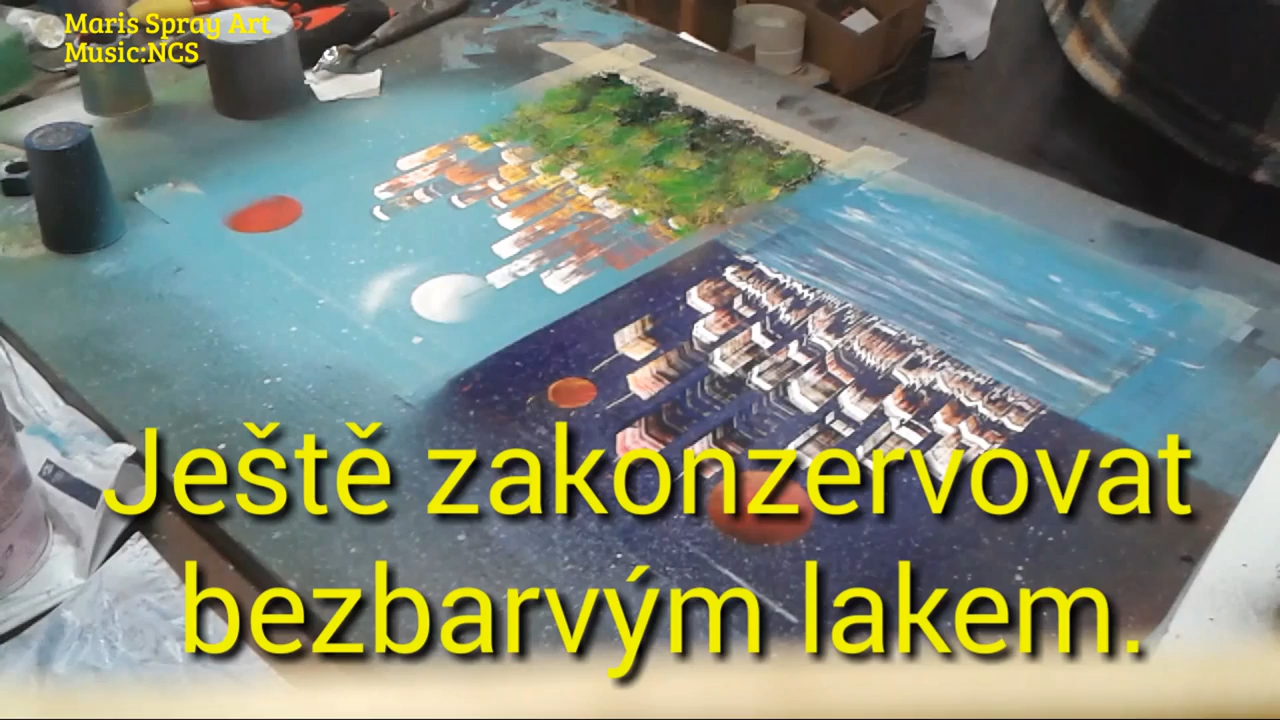 Maris Spray Art
Music:NCS
Ještě zakonzervovat
bezbarvým lakem.